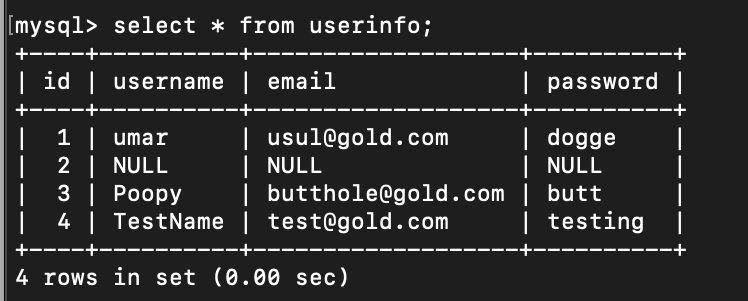 [mysql> select * from userinfo;
+----+----------+--------------------+----------+
| id | username | email              | password |
+----+----------+--------------------+----------+
|  1 | umar     | usul@gold.com      | dogge    |
|  2 | NULL     | NULL               | NULL     |
|  3 | Poopy    | butthole@gold.com | butt     |
|  4 | TestName | test@gold.com      | testing  |
+----+----------+--------------------+----------+
4 rows in set (0.00 sec)